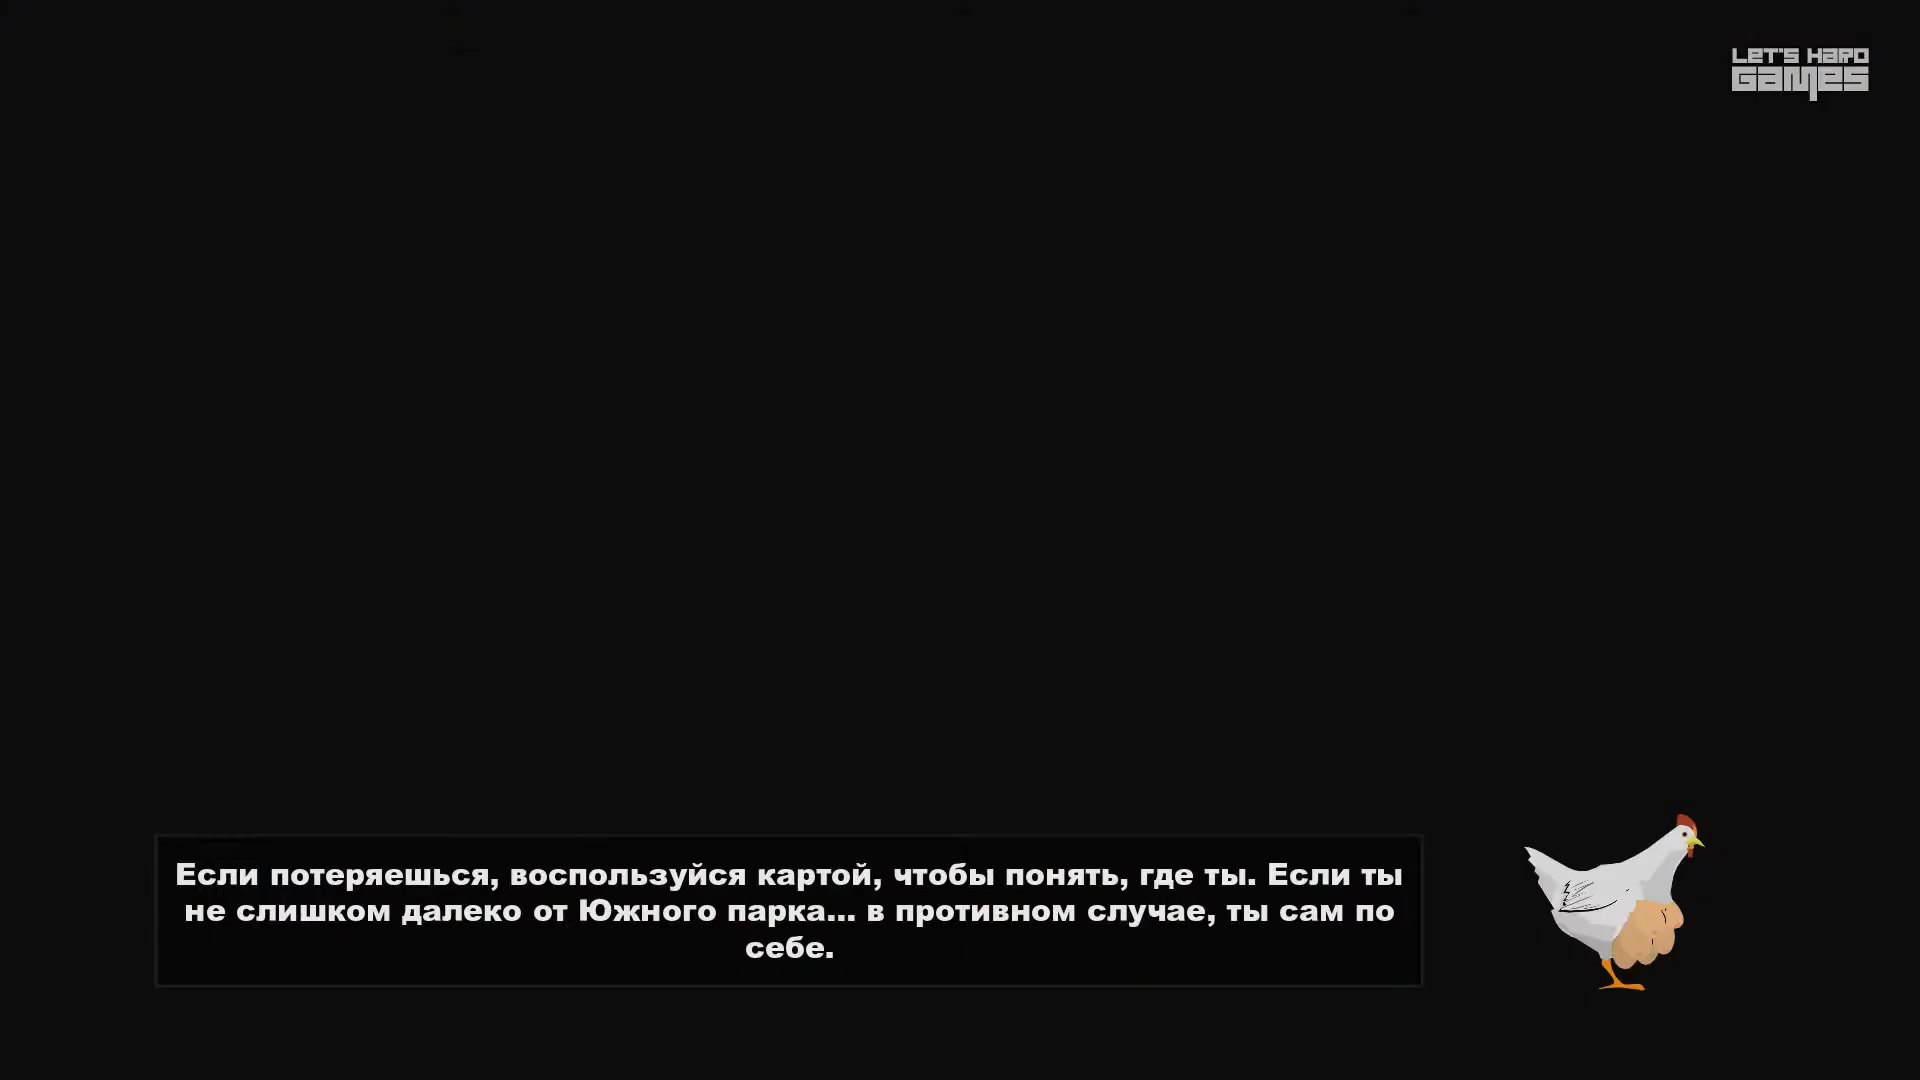 LET'S HARD
GAMES
Если потеряешься, воспользуйся картой, чтобы понять, где ты. Если ты
не слишком далеко от Южного парка... в противном случае, ты сам по
себе.